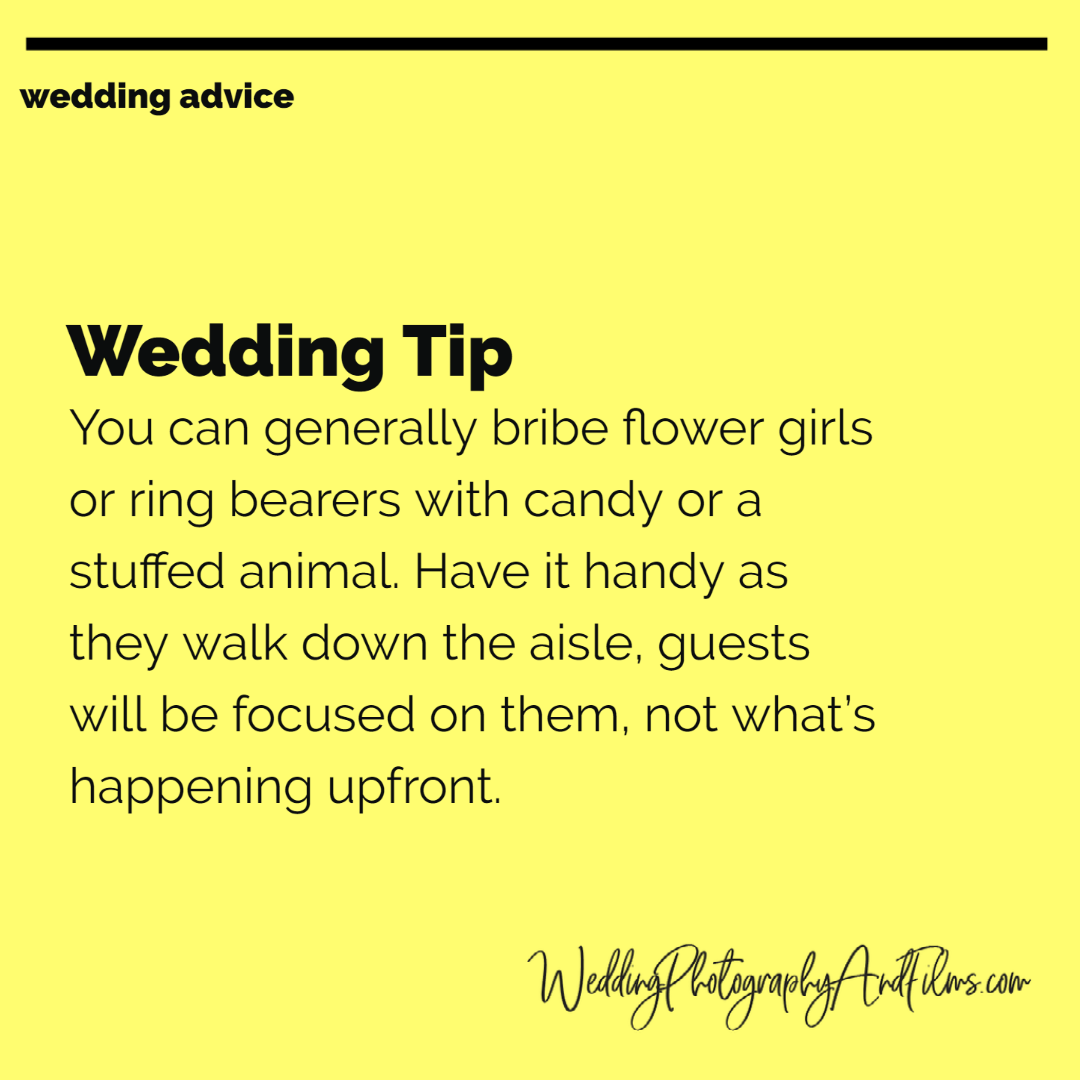 wedding advice
Wedding Tip
You can generally bribe flower girls
or ring bearers with candy or a
stuffed animal. Have it handy as
they walk down the aisle, guests
will be focused on them, not what’s
happening upfront.
WeddingPhotographyAndFilms.com